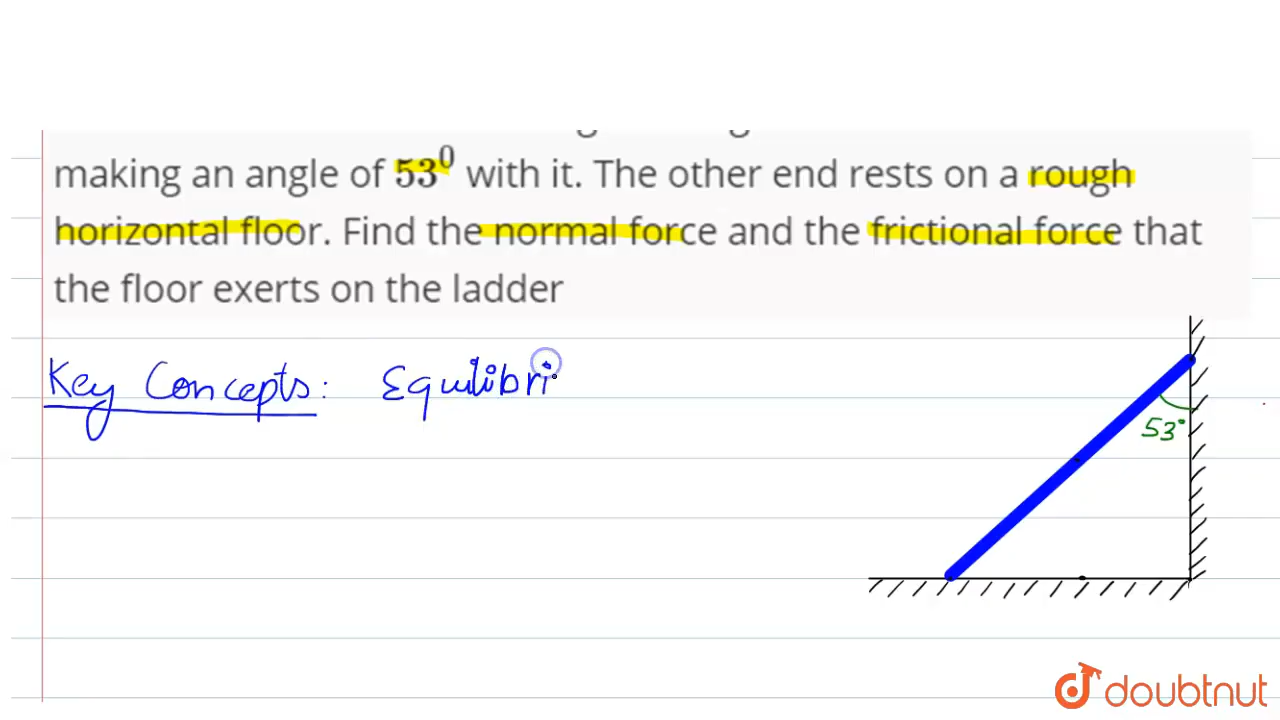 making an angle of 53⁰ with it. The other end rests on a rough
horizontal floor. Find the normal force and the frictional force that
the floor exerts on the ladder
Key Concepts: Equilibri
53°
doubtnut